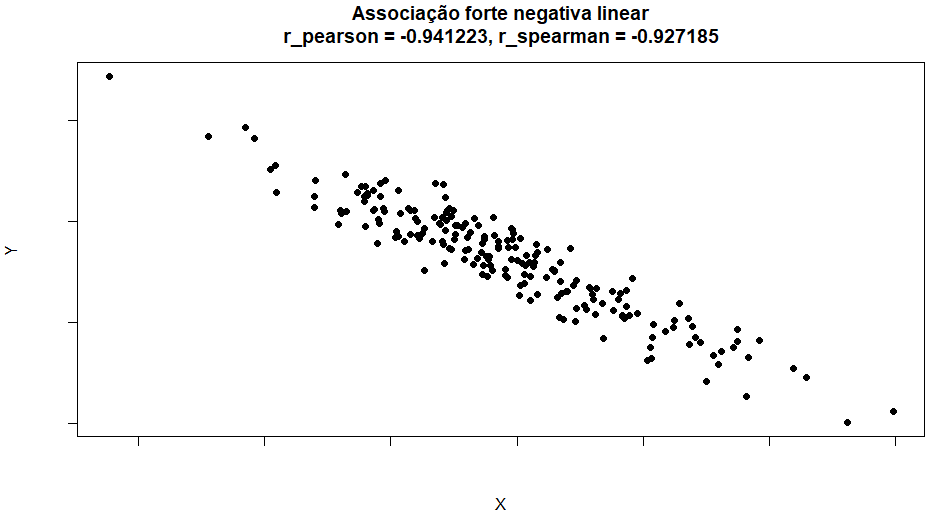 Associação forte negativa linear
r_pearson = -0.941223, r_spearman = -0.927185
Y
X